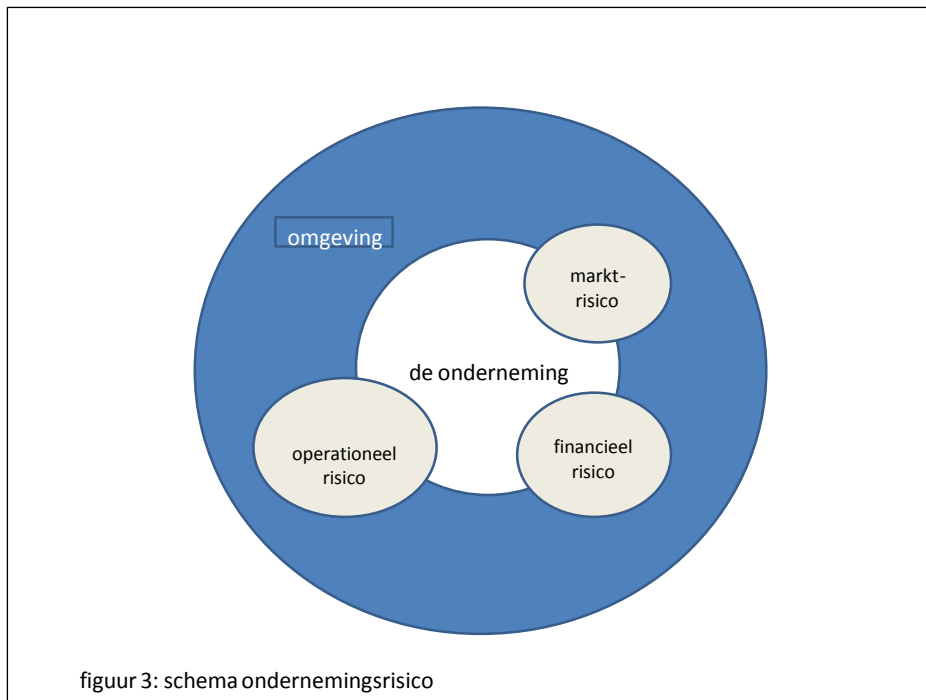 omgeving
markt-
risico
de onderneming
operationeel
risico
financieel
risico
figuur 3: schema ondernemingsrisico